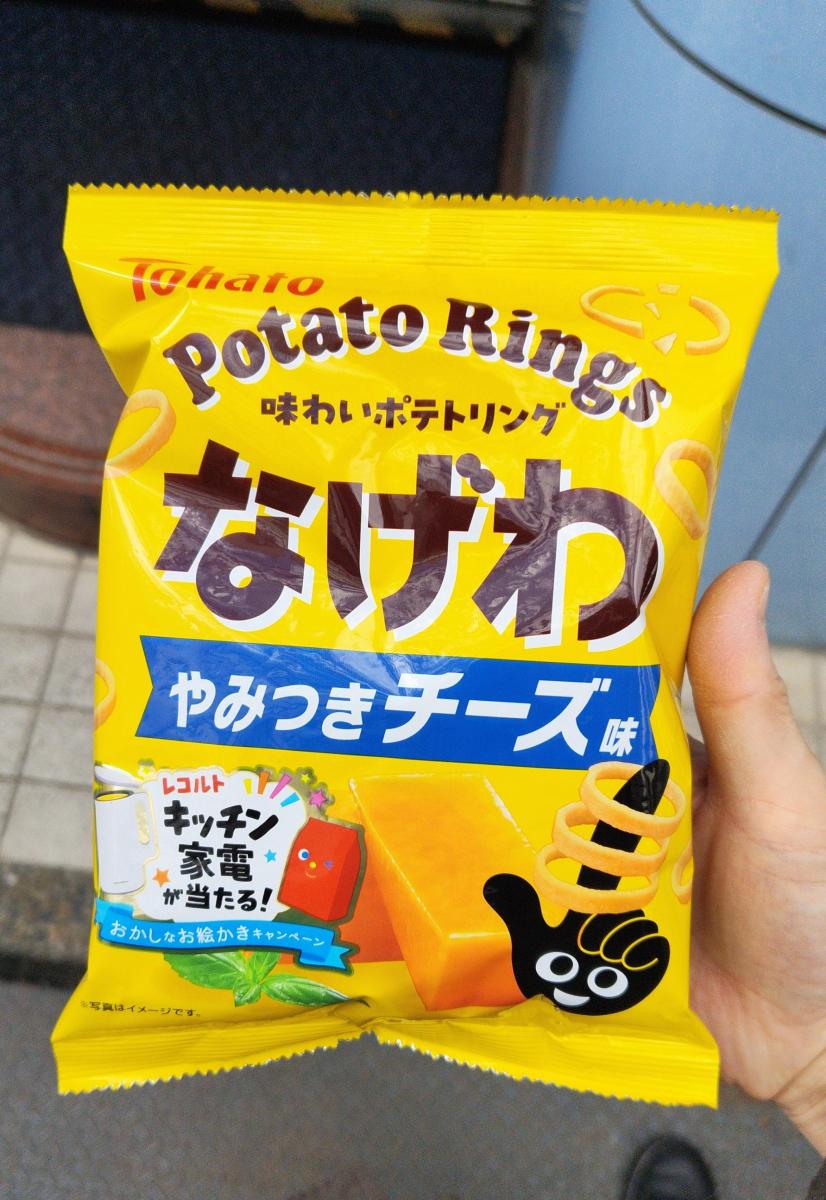 Tohato
Potato Rings
味わいポテトリング
なげわ
やみつきチーズ味
レコルト
キッチン
家電
が当たる!
おかしなお絵かきキャンペーン
※写真はイメージです。